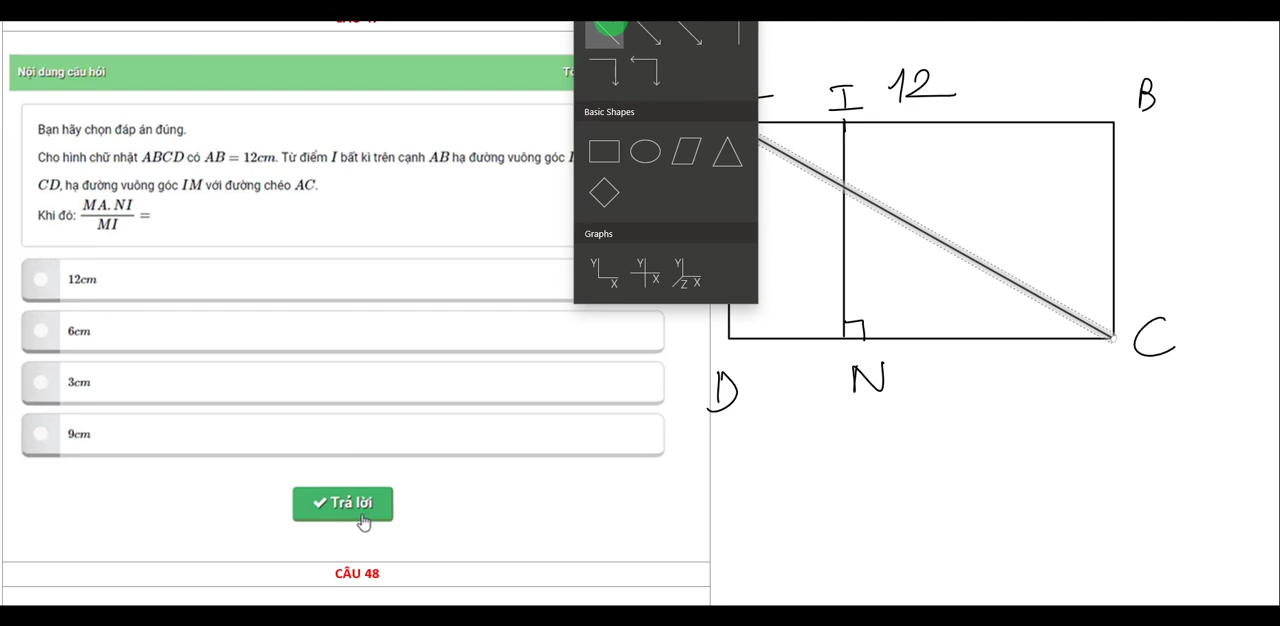 Nội dung câu hỏi
Bạn hãy chọn đáp án đúng.
Cho hình chữ nhật ABCD có AB = 12cm. Từ điểm I bất kì trên cạnh AB hạ đường vuông góc
CD, hạ đường vuông góc IM với đường chéo AC.
Khi đó: MA. NI / MI =
12cm
6cm
3cm
9cm
Trả lời
CÂU 48
Basic Shapes
Graphs
Y X
Y X
Y Z X
I 12 B
C
D N